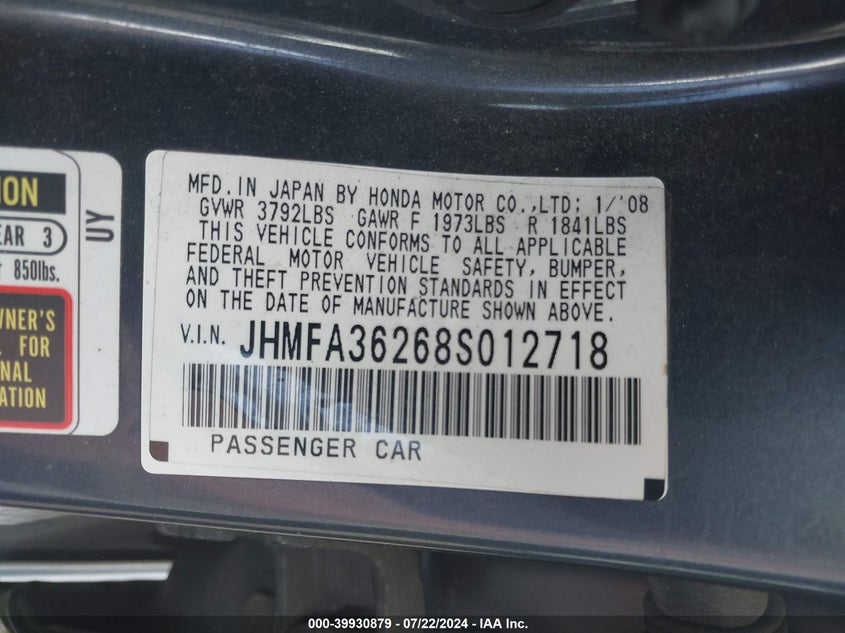 ION
EAR 3
850lbs.
WNER'S
FOR
NAL
ATION
UY
MFD. IN JAPAN BY HONDA MOTOR CO.,LTD; 1/'08
GVWR 3792LBS GAWR F 1973LBS R 1841LBS
THIS VEHICLE CONFORMS TO ALL APPLICABLE
FEDERAL MOTOR VEHICLE SAFETY, BUMPER,
AND THEFT PREVENTION STANDARDS IN EFFECT
ON THE DATE OF MANUFACTURE SHOWN ABOVE.
V.I.N. JHMFA36268S012718
PASSENGER CAR
000-39930879 - 07/22/2024 - IAA Inc.